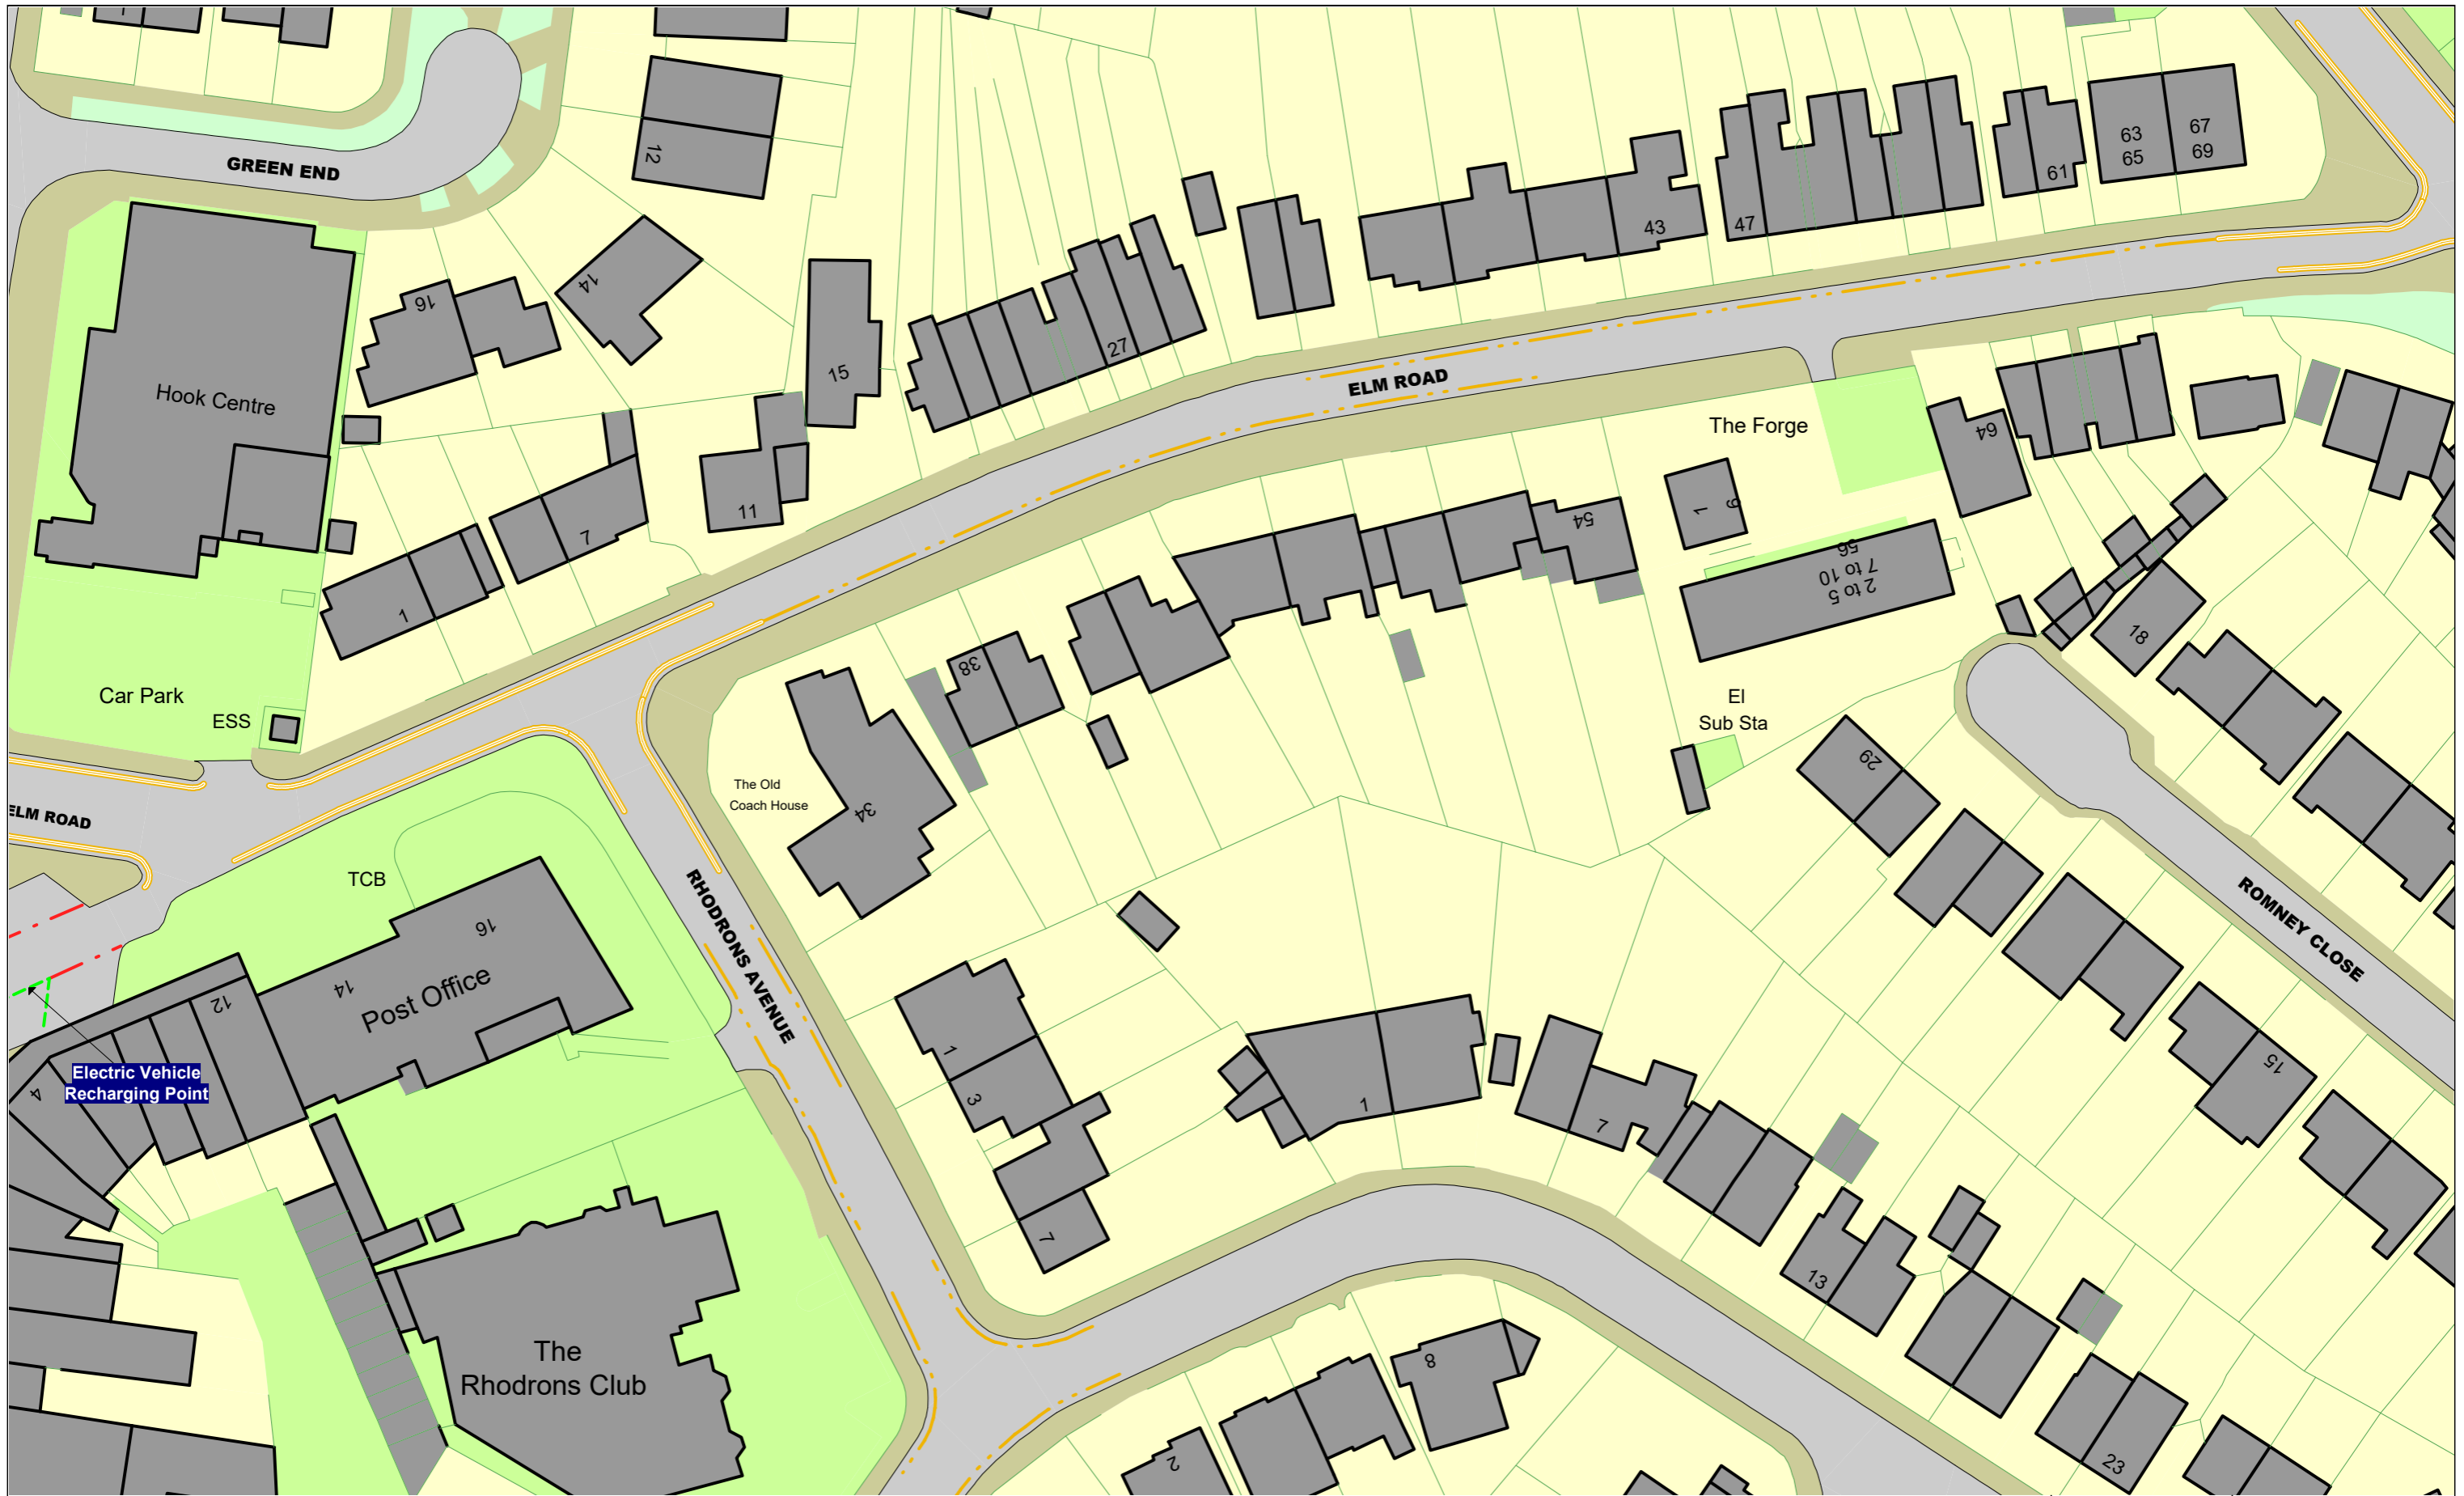 GREEN END
12
14
16
Hook Centre
15
27
43
47
61
63
65
67
69
ELM ROAD
The Forge
64
1
7
11
1
6
54
56
7 to 10
2 to 5
18
Car Park
ESS
38
El
Sub Sta
29
ELM ROAD
The Old
Coach House
34
TCB
RHODRONS AVENUE
ROMNEY CLOSE
16
14
Post Office
12
4
Electric Vehicle
Recharging Point
1
3
7
1
7
15
13
The
Rhodrons Club
8
2
23